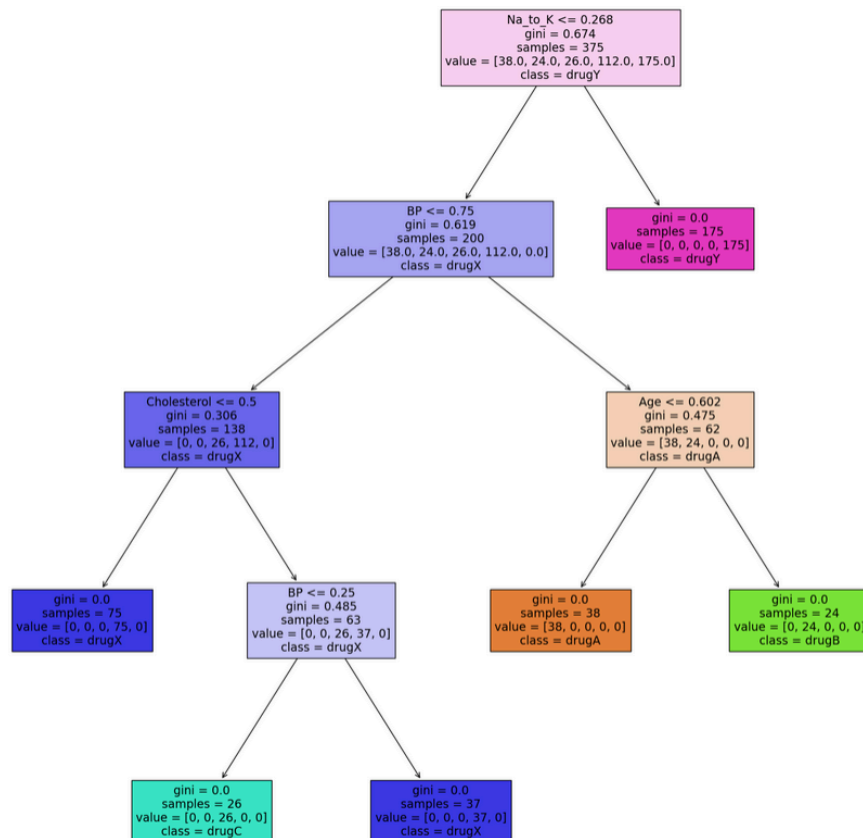 Na_to_K <= 0.268
gini = 0.674
samples = 375
value = [38.0, 24.0, 26.0, 112.0, 175.0]
class = drugY
BP <= 0.75
gini = 0.619
samples = 200
value = [38.0, 24.0, 26.0, 112.0, 0.0]
class = drugX
gini = 0.0
samples = 175
value = [0, 0, 0, 0, 175]
class = drugY
Cholesterol <= 0.5
gini = 0.306
samples = 138
value = [0, 0, 26, 112, 0]
class = drugX
Age <= 0.602
gini = 0.475
samples = 62
value = [38, 24, 0, 0, 0]
class = drugA
gini = 0.0
samples = 75
value = [0, 0, 0, 75, 0]
class = drugX
BP <= 0.25
gini = 0.485
samples = 63
value = [0, 0, 26, 37, 0]
class = drugX
gini = 0.0
samples = 38
value = [38, 0, 0, 0, 0]
class = drugA
gini = 0.0
samples = 24
value = [0, 24, 0, 0, 0]
class = drugB
gini = 0.0
samples = 26
value = [0, 0, 26, 0, 0]
class = drugC
gini = 0.0
samples = 37
value = [0, 0, 0, 37, 0]
class = drugX